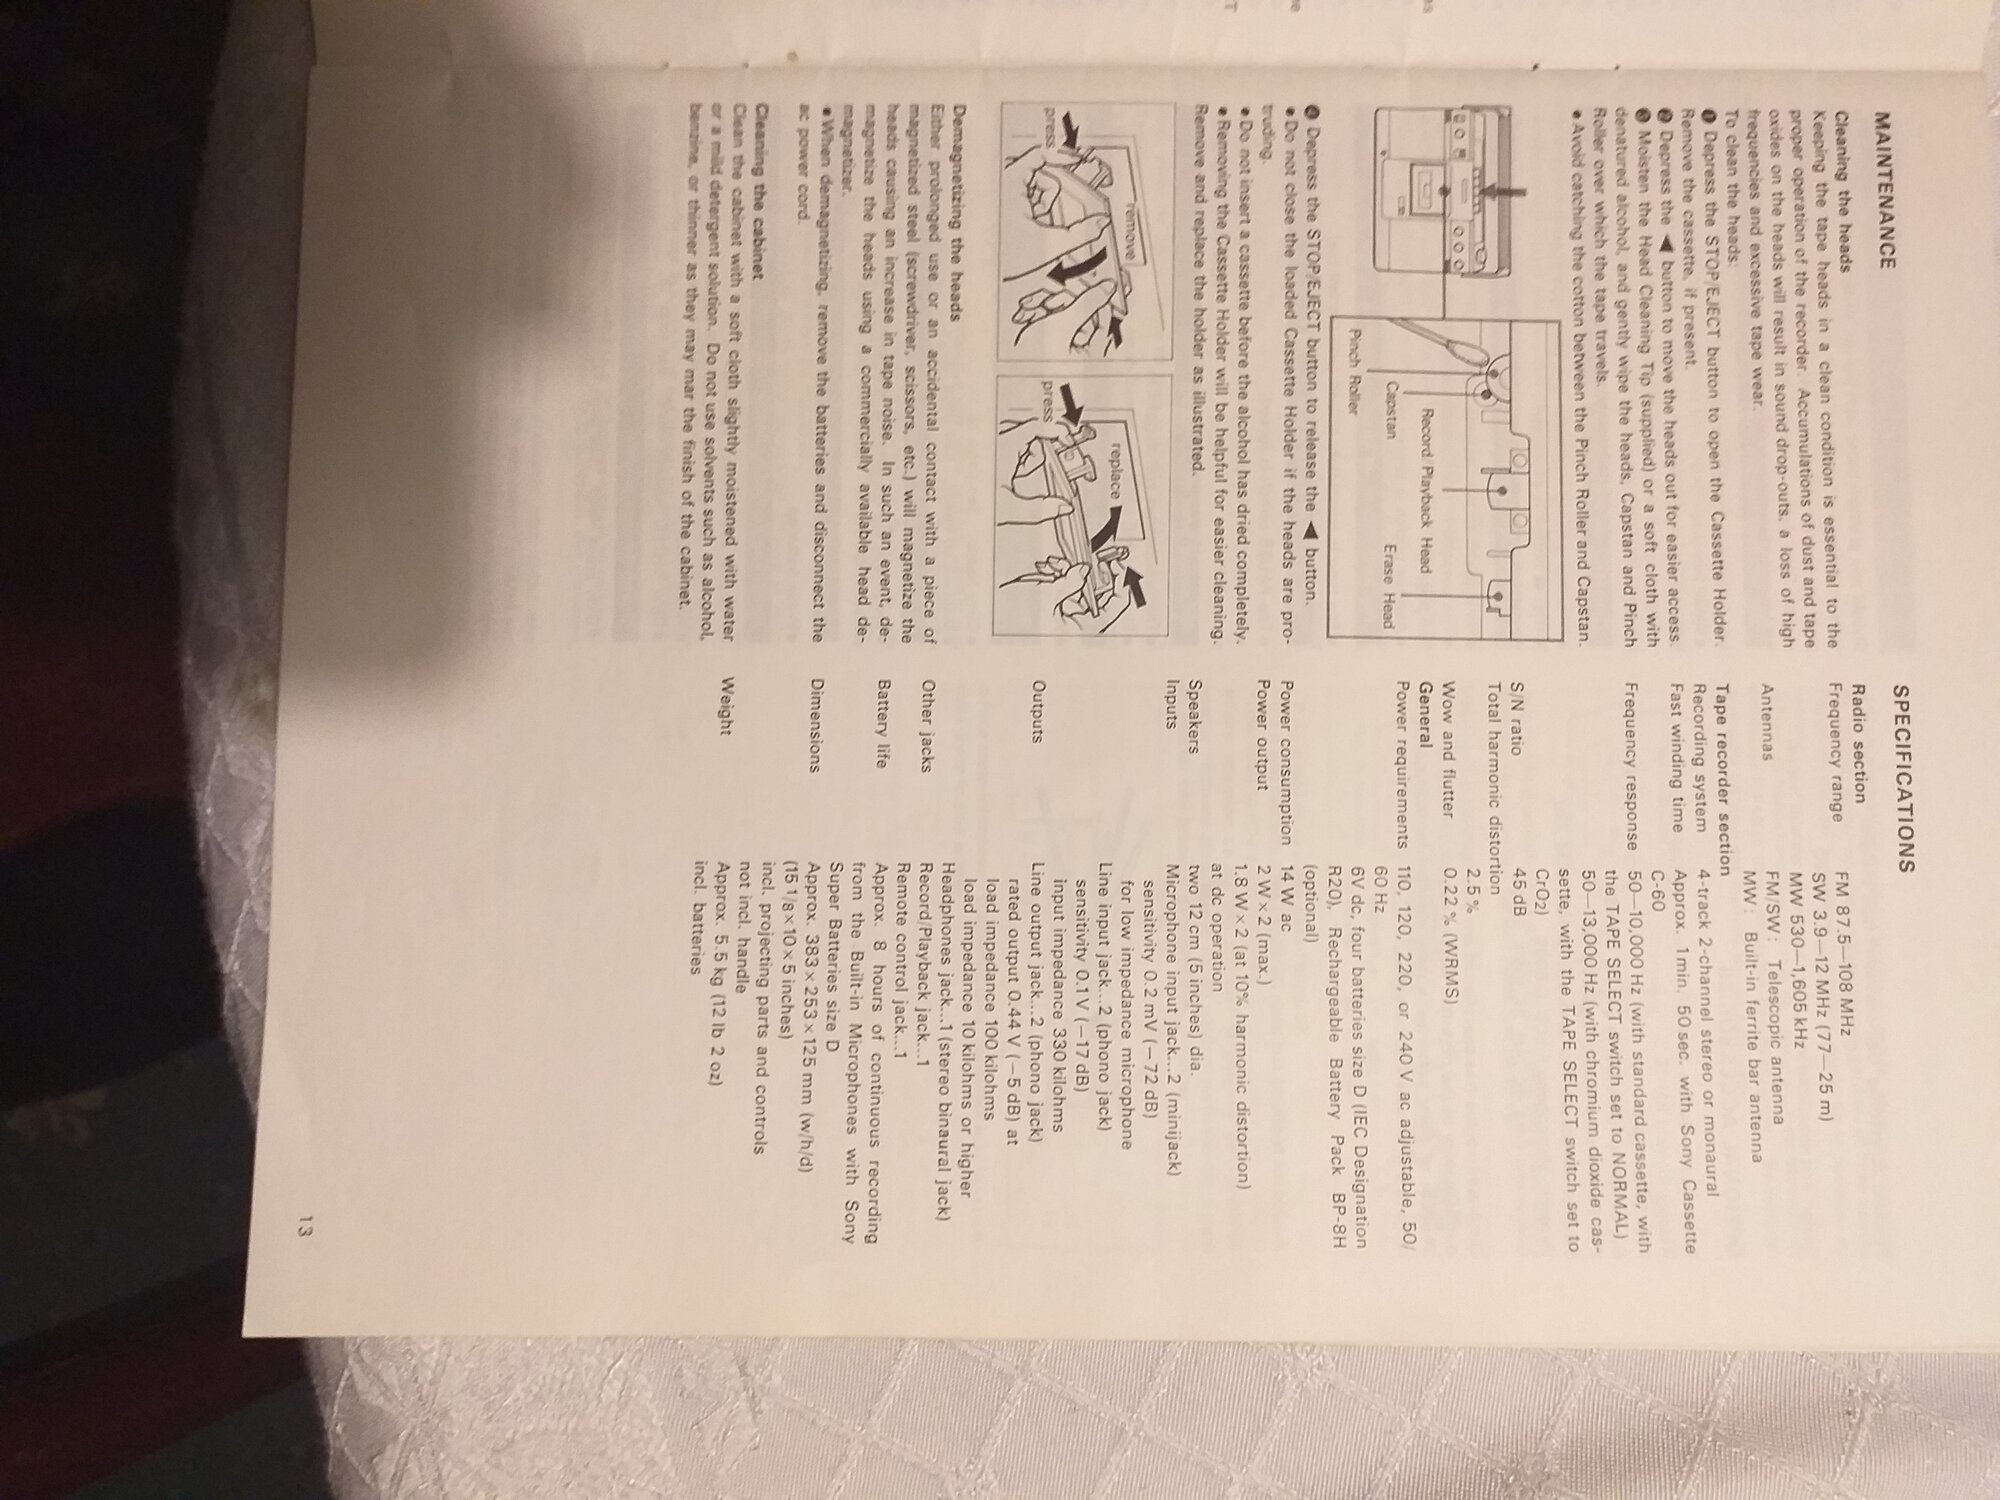 MAINTENANCE
Cleaning the heads
Keeping the tape heads in a clean condition is essential to the
proper operation of the recorder. Accumulations of dust and tape
oxides on the heads will result in sound drop-outs, a loss of high
frequencies and excessive tape wear.
To clean the heads:
❶ Depress the STOP/EJECT button to open the Cassette Holder.
Remove the cassette, if present.
❷ Depress the ◀ button to move the heads out for easier access.
❸ Moisten the Head Cleaning Tip (supplied) or a soft cloth with
denatured alcohol, and gently wipe the heads, Capstan and Pinch
Roller over which the tape travels.
• Avoid catching the cotton between the Pinch Roller and Capstan.
Record/Playback Head
Capstan
Erase Head
Pinch Roller
❹ Depress the STOP/EJECT button to release the ◀ button.
• Do not close the loaded Cassette Holder if the heads are pro-
truding.
• Do not insert a cassette before the alcohol has dried completely.
• Removing the Cassette Holder will be helpful for easier cleaning.
Remove and replace the holder as illustrated.
remove
press
replace
press
Demagnetizing the heads
Either prolonged use or an accidental contact with a piece of
magnetized steel (screwdriver, scissors, etc.) will magnetize the
heads causing an increase in tape noise. In such an event, de-
magnetize the heads using a commercially available head de-
magnetizer.
• When demagnetizing, remove the batteries and disconnect the
ac power cord.
Cleaning the cabinet
Clean the cabinet with a soft cloth slightly moistened with water
or a mild detergent solution. Do not use solvents such as alcohol,
benzine, or thinner as they may mar the finish of the cabinet.
SPECIFICATIONS
Radio section
Frequency range FM 87.5—108 MHz
SW 3.9—12 MHz (77—25 m)
MW 530—1,605 kHz
Antennas FM/SW: Telescopic antenna
MW: Built-in ferrite bar antenna
Tape recorder section
Recording system 4-track 2-channel stereo or monaural
Fast winding time Approx. 1 min. 50 sec. with Sony Cassette
C-60
Frequency response 50—10,000 Hz (with standard cassette, with
the TAPE SELECT switch set to NORMAL)
50—13,000 Hz (with chromium dioxide cas-
sette, with the TAPE SELECT switch set to
CrO2)
S/N ratio 45 dB
Total harmonic distortion
2.5 %
Wow and flutter 0.22 % (WRMS)
General
Power requirements 110, 120, 220, or 240 V ac adjustable, 50/
60 Hz
6V dc, four batteries size D (IEC Designation
R20), Rechargeable Battery Pack BP-8H
(optional)
Power consumption 14 W ac
Power output 2 W × 2 (max.)
1.8 W × 2 (at 10% harmonic distortion)
at dc operation
Speakers two 12 cm (5 inches) dia.
Inputs Microphone input jack...2 (minijack)
sensitivity 0.2 mV (−72 dB)
for low impedance microphone
Line input jack...2 (phono jack)
sensitivity 0.1 V (−17 dB)
input impedance 330 kilohms
Outputs Line output jack...2 (phono jack)
rated output 0.44 V (−5 dB) at
load impedance 100 kilohms
load impedance 10 kilohms or higher
Headphones jack...1 (stereo binaural jack)
Other jacks Record/Playback jack...1
Remote control jack...1
Battery life Approx. 8 hours of continuous recording
from the Built-in Microphones with Sony
Super Batteries size D
Dimensions Approx. 383 × 253 × 125 mm (w/h/d)
(15 1/8 × 10 × 5 inches)
incl. projecting parts and controls
not incl. handle
Weight Approx. 5.5 kg (12 lb 2 oz)
incl. batteries
13